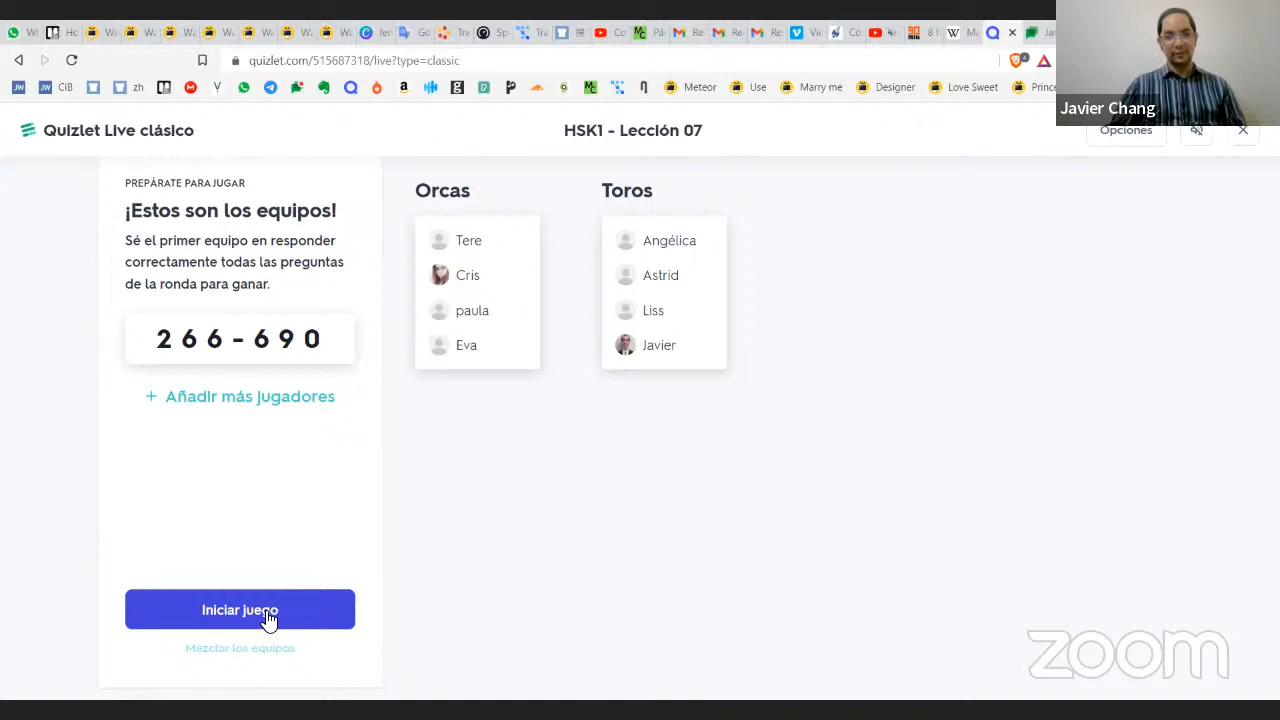 quizlet.com/515687318/live?type=classic
CIB
zh
Meteor
Use
Marry me
Designer
Love Sweet
Javier Chang
Quizlet Live clásico
HSK1 - Lección 07
Opciones
PREPÁRATE PARA JUGAR
¡Estos son los equipos!
Sé el primer equipo en responder
correctamente todas las preguntas
de la ronda para ganar.
266-690
+ Añadir más jugadores
Iniciar juego
Mezclar los equipos
Orcas
Tere
Cris
paula
Eva
Toros
Angélica
Astrid
Liss
Javier
zoom